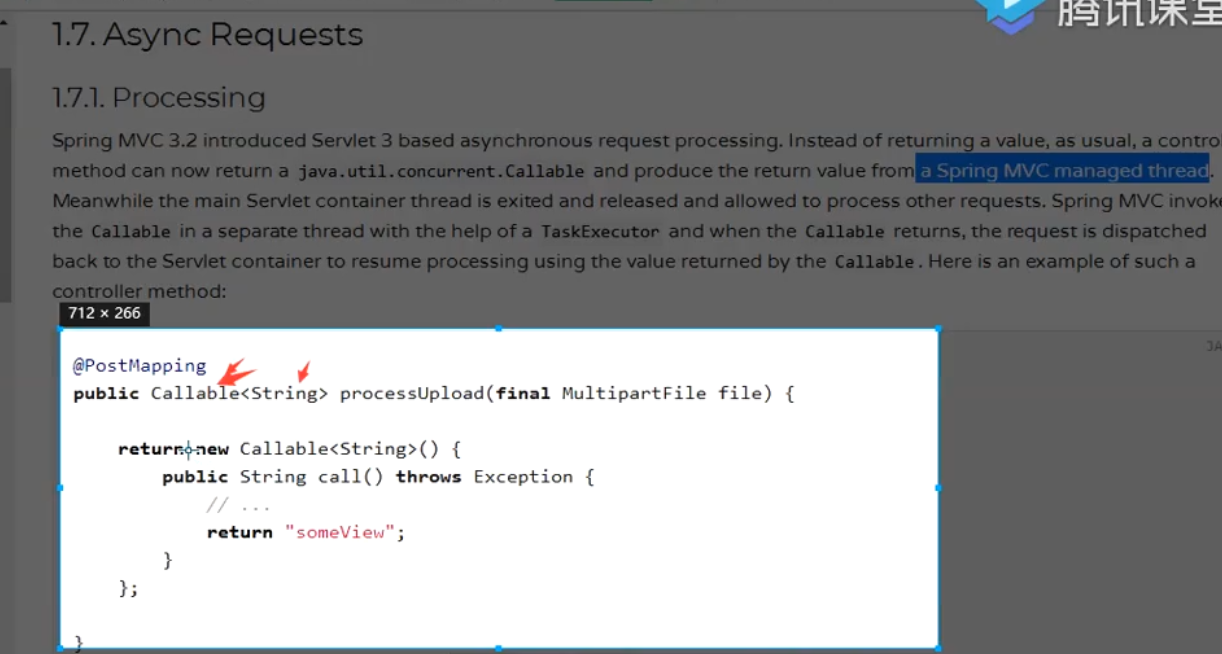 腾讯课堂
1.7. Async Requests
1.7.1. Processing
Spring MVC 3.2 introduced Servlet 3 based asynchronous request processing. Instead of returning a value, as usual, a contro
method can now return a java.util.concurrent.Callable and produce the return value from a Spring MVC managed thread.
Meanwhile the main Servlet container thread is exited and released and allowed to process other requests. Spring MVC invoke
the Callable in a separate thread with the help of a TaskExecutor and when the Callable returns, the request is dispatched
back to the Servlet container to resume processing using the value returned by the Callable. Here is an example of such a
controller method:
712 × 266
JA
@PostMapping
public Callable<String> processUpload(final MultipartFile file) {
return new Callable<String>() {
public String call() throws Exception {
// ...
return "someView";
}
};
}